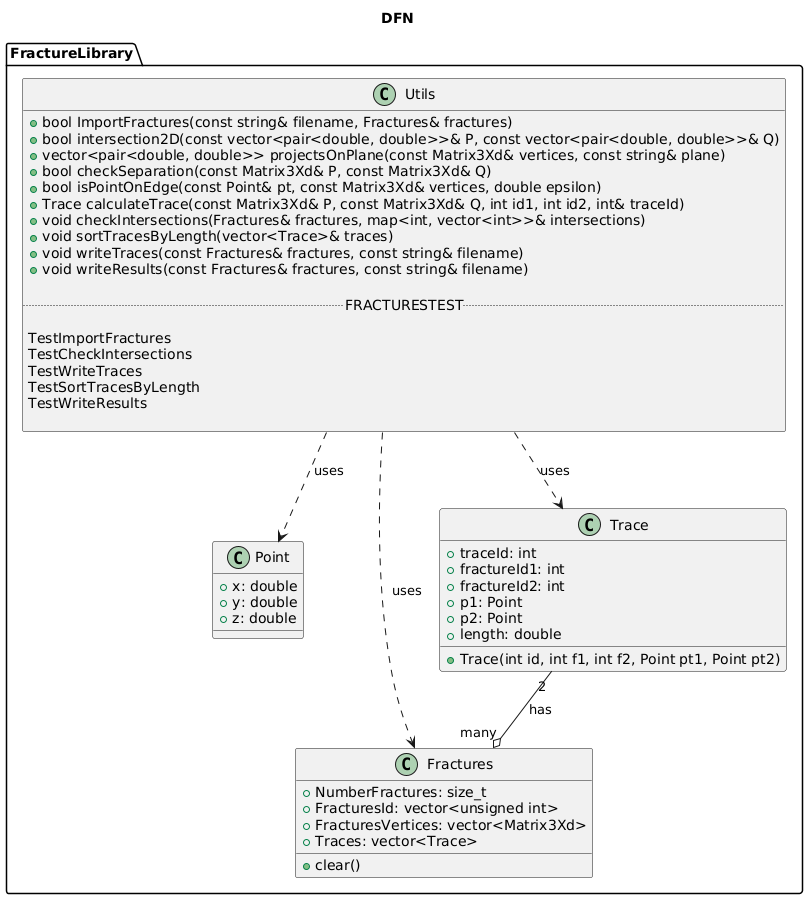 DFN
FractureLibrary
C Utils
bool ImportFractures(const string& filename, Fractures& fractures)
bool intersection2D(const vector<pair<double, double>>& P, const vector<pair<double, double>>& Q)
vector<pair<double, double>> projectsOnPlane(const Matrix3Xd& vertices, const string& plane)
bool checkSeparation(const Matrix3Xd& P, const Matrix3Xd& Q)
bool isPointOnEdge(const Point& pt, const Matrix3Xd& vertices, double epsilon)
Trace calculateTrace(const Matrix3Xd& P, const Matrix3Xd& Q, int id1, int id2, int& traceId)
void checkIntersections(Fractures& fractures, map<int, vector<int>>& intersections)
void sortTracesByLength(vector<Trace>& traces)
void writeTraces(const Fractures& fractures, const string& filename)
void writeResults(const Fractures& fractures, const string& filename)
FRACTURESTEST
TestImportFractures
TestCheckIntersections
TestWriteTraces
TestSortTracesByLength
TestWriteResults
uses
uses
uses
C Point
x: double
y: double
z: double
C Trace
traceId: int
fractureId1: int
fractureId2: int
p1: Point
p2: Point
length: double
Trace(int id, int f1, int f2, Point pt1, Point pt2)
2
has
many
C Fractures
NumberFractures: size_t
FracturesId: vector<unsigned int>
FracturesVertices: vector<Matrix3Xd>
Traces: vector<Trace>
clear()